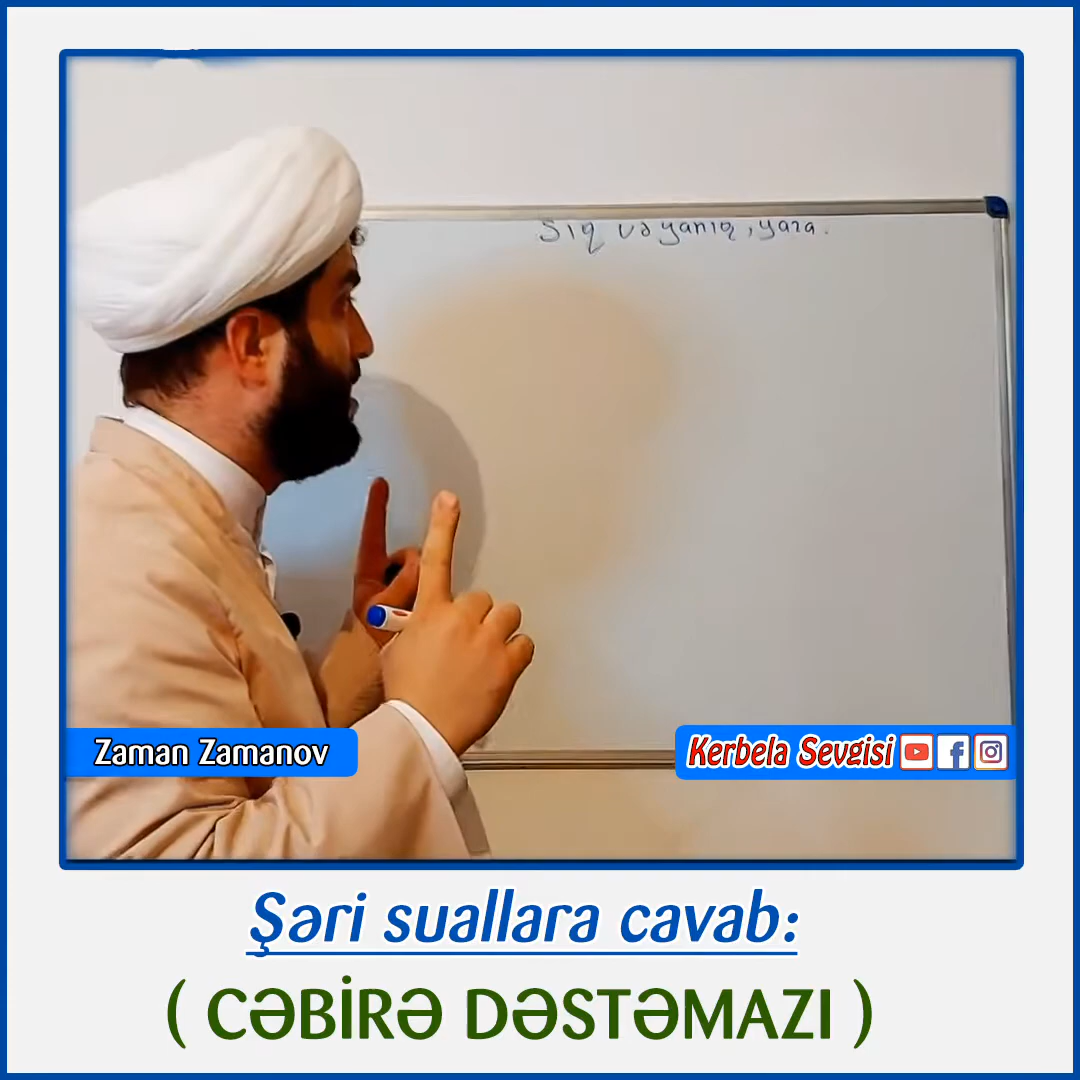 Sıq və yanıq, yara.
Zaman Zamanov
Kerbela Sevgisi
Şəri suallara cavab:
( CƏBİRƏ DƏSTƏMAZI )